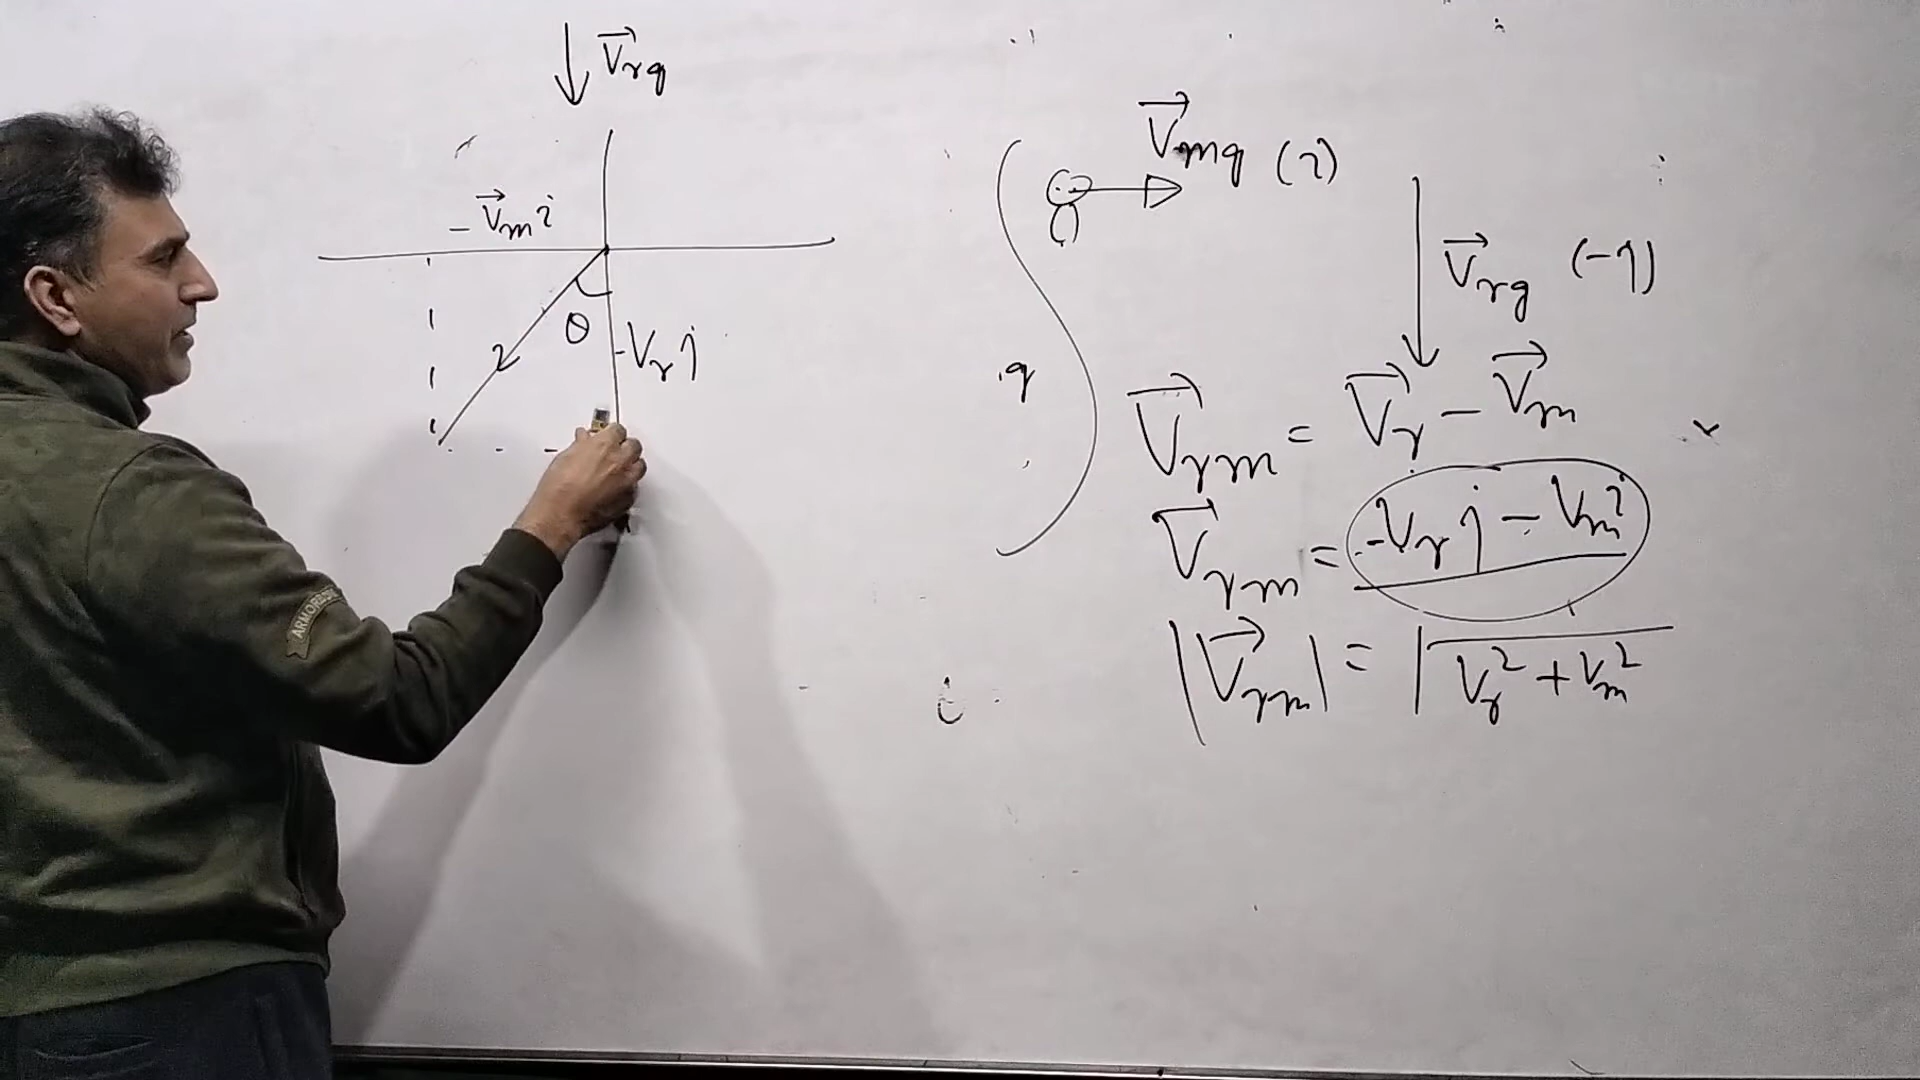 V⃗rg
-V⃗m i
θ
-Vr j
V⃗mg (i)
V⃗rg (-j)
g
V⃗rm = V⃗r - V⃗m
V⃗rm = -Vr j - Vm i
|V⃗rm| = √(Vr² + Vm²)